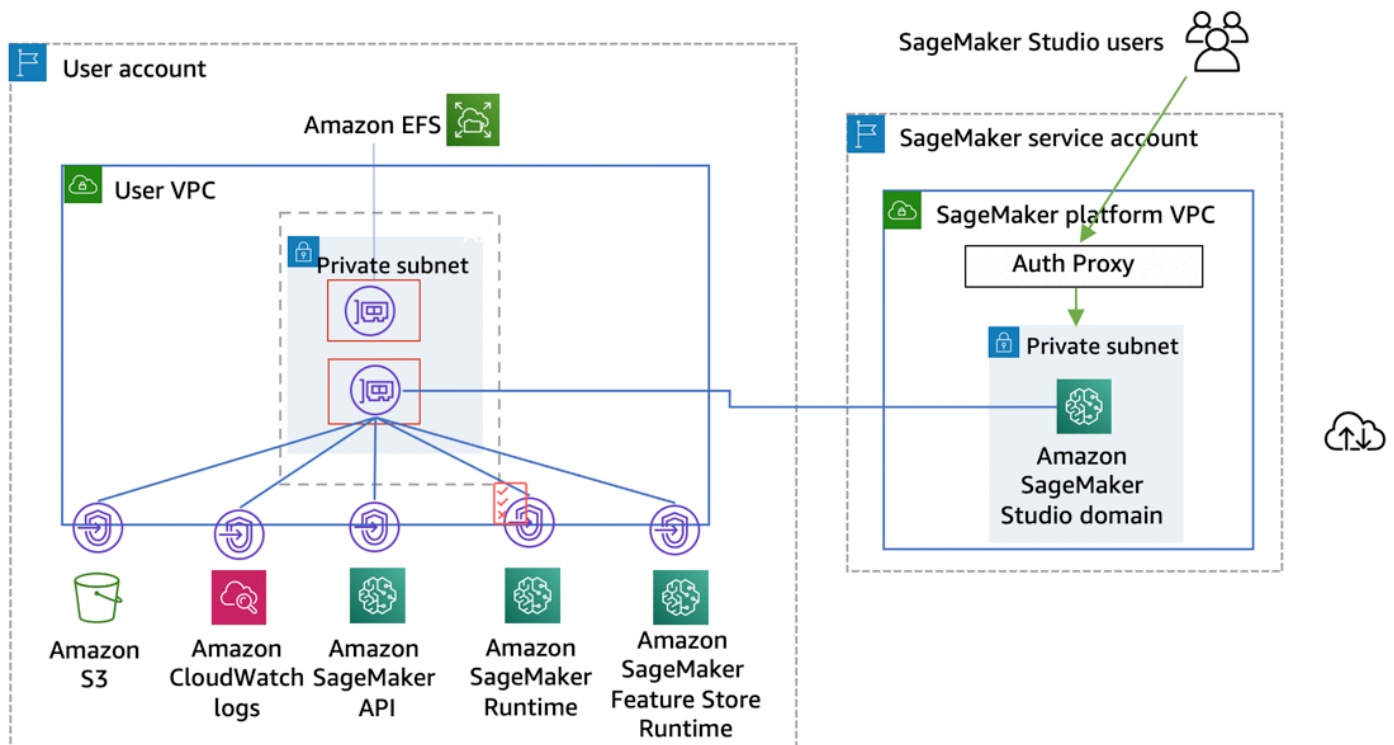 SageMaker Studio users
User account
Amazon EFS
SageMaker service account
User VPC
SageMaker platform VPC
Private subnet
Auth Proxy
Private subnet
Amazon
SageMaker
Studio domain
Amazon
S3
Amazon
CloudWatch
logs
Amazon
SageMaker
API
Amazon
SageMaker
Runtime
Amazon
SageMaker
Feature Store
Runtime